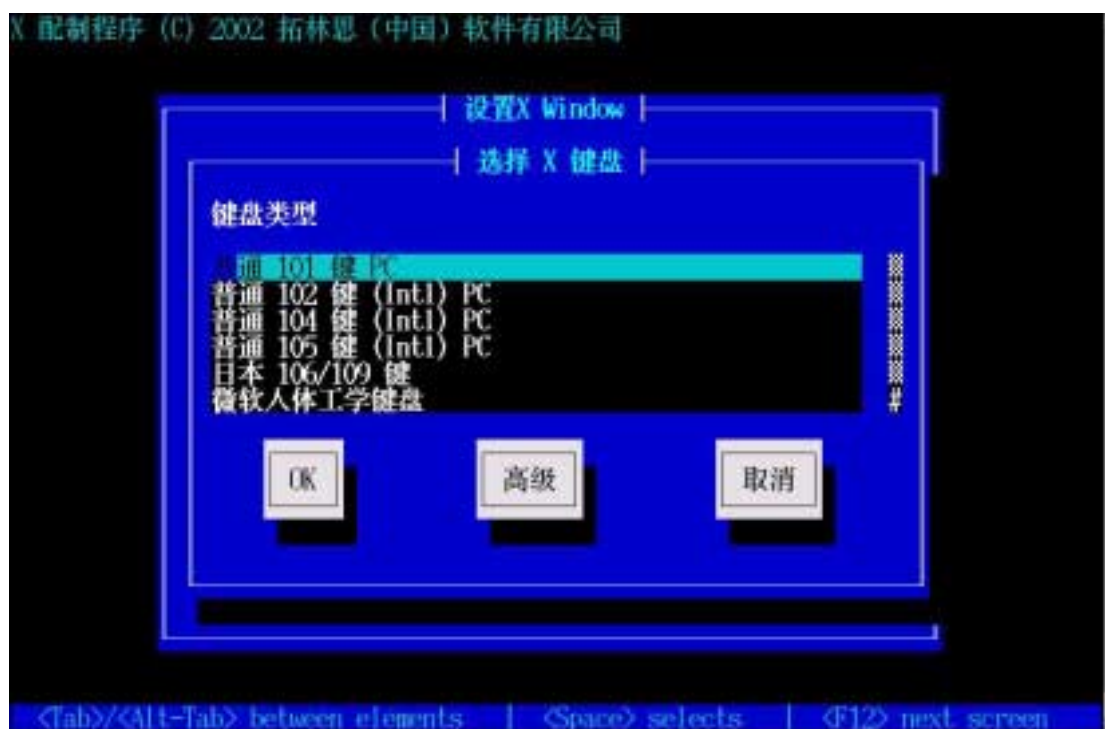 X 配制程序 (C) 2002 拓林思（中国）软件有限公司
设置X Window
选择 X 键盘
键盘类型
普通 101 键 PC
普通 102 键 (Intl) PC
普通 104 键 (Intl) PC
普通 105 键 (Intl) PC
日本 106/109 键
微软人体工学键盘
#
OK 高级 取消
<Tab>/<Alt-Tab> between elements | <Space> selects | <F12> next screen